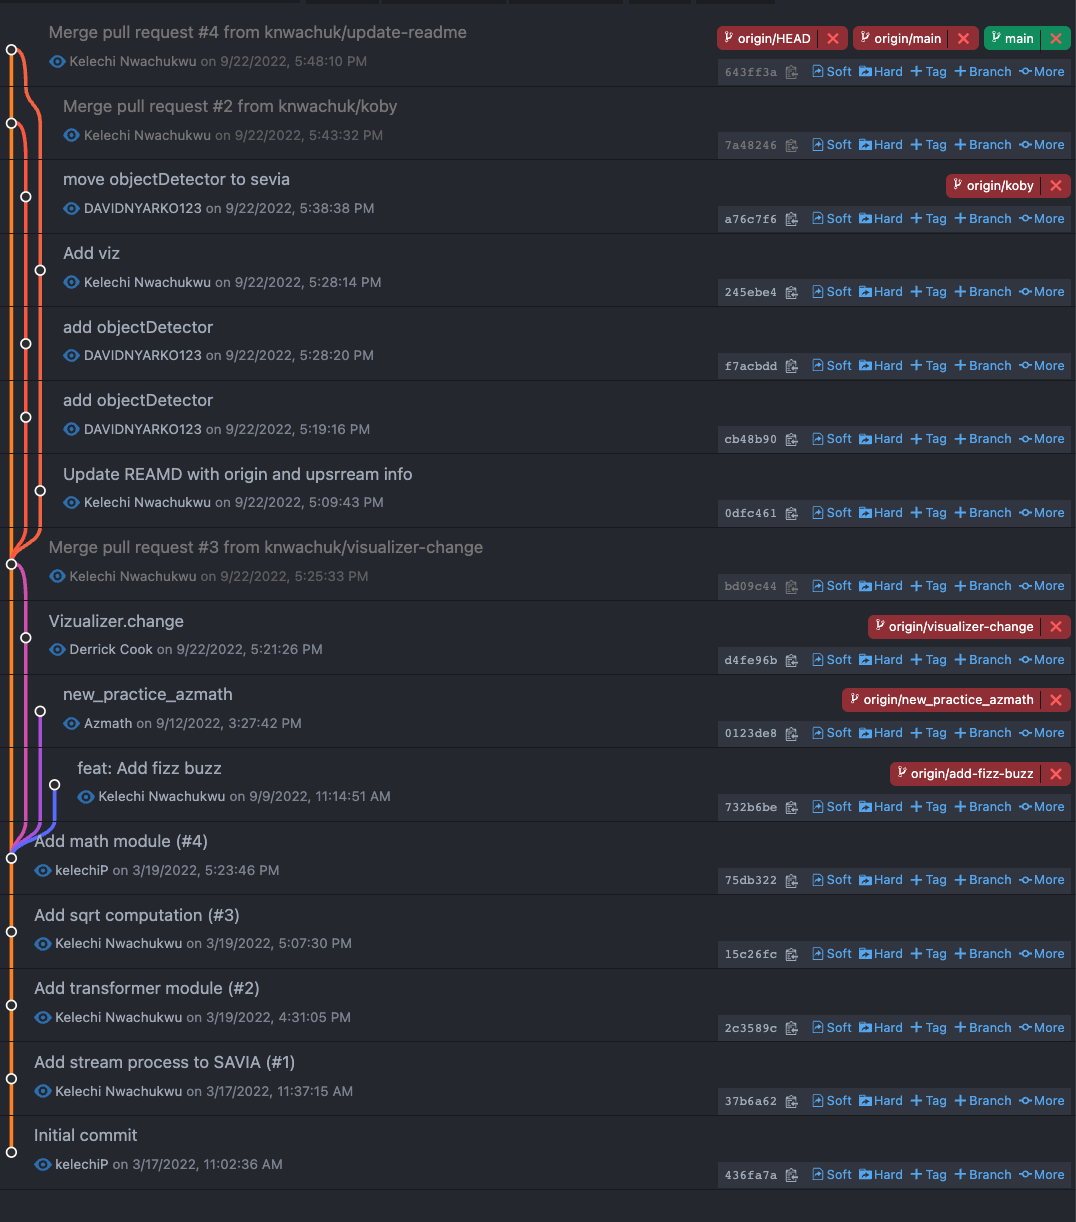 Merge pull request #4 from knwachuk/update-readme
origin/HEAD origin/main main
Kelechi Nwachukwu on 9/22/2022, 5:48:10 PM
643ff3a Soft Hard Tag Branch More
Merge pull request #2 from knwachuk/koby
Kelechi Nwachukwu on 9/22/2022, 5:43:32 PM
7a48246 Soft Hard Tag Branch More
move objectDetector to sevia
origin/koby
DAVIDNYARKO123 on 9/22/2022, 5:38:38 PM
a76c7f6 Soft Hard Tag Branch More
Add viz
Kelechi Nwachukwu on 9/22/2022, 5:28:14 PM
245ebe4 Soft Hard Tag Branch More
add objectDetector
DAVIDNYARKO123 on 9/22/2022, 5:28:20 PM
f7acbdd Soft Hard Tag Branch More
add objectDetector
DAVIDNYARKO123 on 9/22/2022, 5:19:16 PM
cb48b90 Soft Hard Tag Branch More
Update REAMD with origin and upsrream info
Kelechi Nwachukwu on 9/22/2022, 5:09:43 PM
0dfc461 Soft Hard Tag Branch More
Merge pull request #3 from knwachuk/visualizer-change
Kelechi Nwachukwu on 9/22/2022, 5:25:33 PM
bd09c44 Soft Hard Tag Branch More
Vizualizer.change
origin/visualizer-change
Derrick Cook on 9/22/2022, 5:21:26 PM
d4fe96b Soft Hard Tag Branch More
new_practice_azmath
origin/new_practice_azmath
Azmath on 9/12/2022, 3:27:42 PM
0123de8 Soft Hard Tag Branch More
feat: Add fizz buzz
origin/add-fizz-buzz
Kelechi Nwachukwu on 9/9/2022, 11:14:51 AM
732b6be Soft Hard Tag Branch More
Add math module (#4)
kelechiP on 3/19/2022, 5:23:46 PM
75db322 Soft Hard Tag Branch More
Add sqrt computation (#3)
Kelechi Nwachukwu on 3/19/2022, 5:07:30 PM
15c26fc Soft Hard Tag Branch More
Add transformer module (#2)
Kelechi Nwachukwu on 3/19/2022, 4:31:05 PM
2c3589c Soft Hard Tag Branch More
Add stream process to SAVIA (#1)
Kelechi Nwachukwu on 3/17/2022, 11:37:15 AM
37b6a62 Soft Hard Tag Branch More
Initial commit
kelechiP on 3/17/2022, 11:02:36 AM
436fa7a Soft Hard Tag Branch More